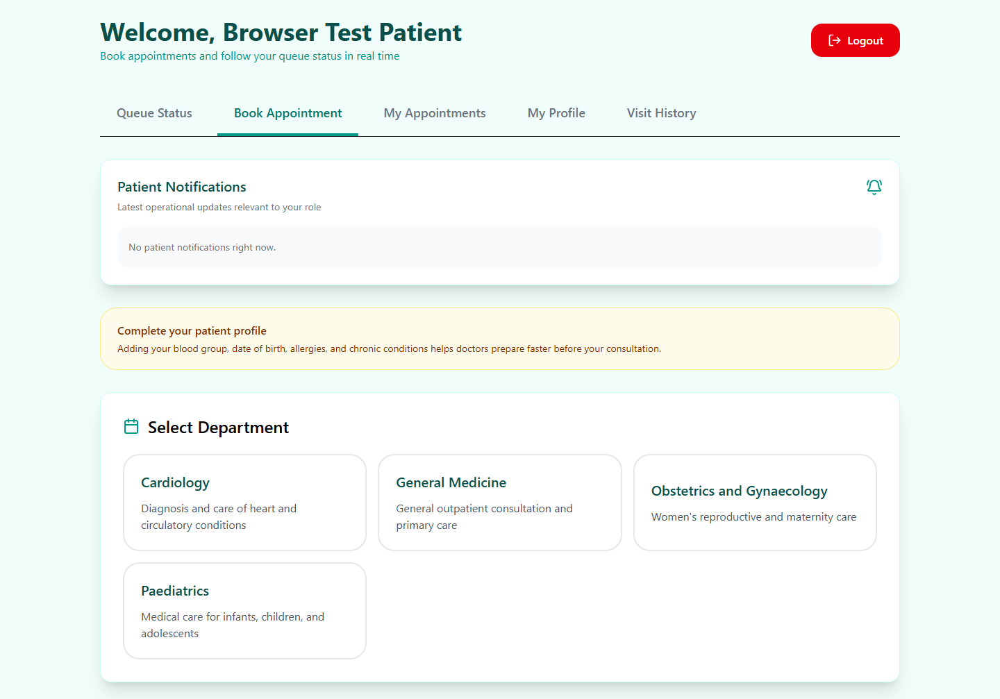 Welcome, Browser Test Patient
Book appointments and follow your queue status in real time
Logout
Queue Status
Book Appointment
My Appointments
My Profile
Visit History
Patient Notifications
Latest operational updates relevant to your role
No patient notifications right now.
Complete your patient profile
Adding your blood group, date of birth, allergies, and chronic conditions helps doctors prepare faster before your consultation.
Select Department
Cardiology
Diagnosis and care of heart and
circulatory conditions
General Medicine
General outpatient consultation and
primary care
Obstetrics and Gynaecology
Women's reproductive and maternity care
Paediatrics
Medical care for infants, children, and
adolescents